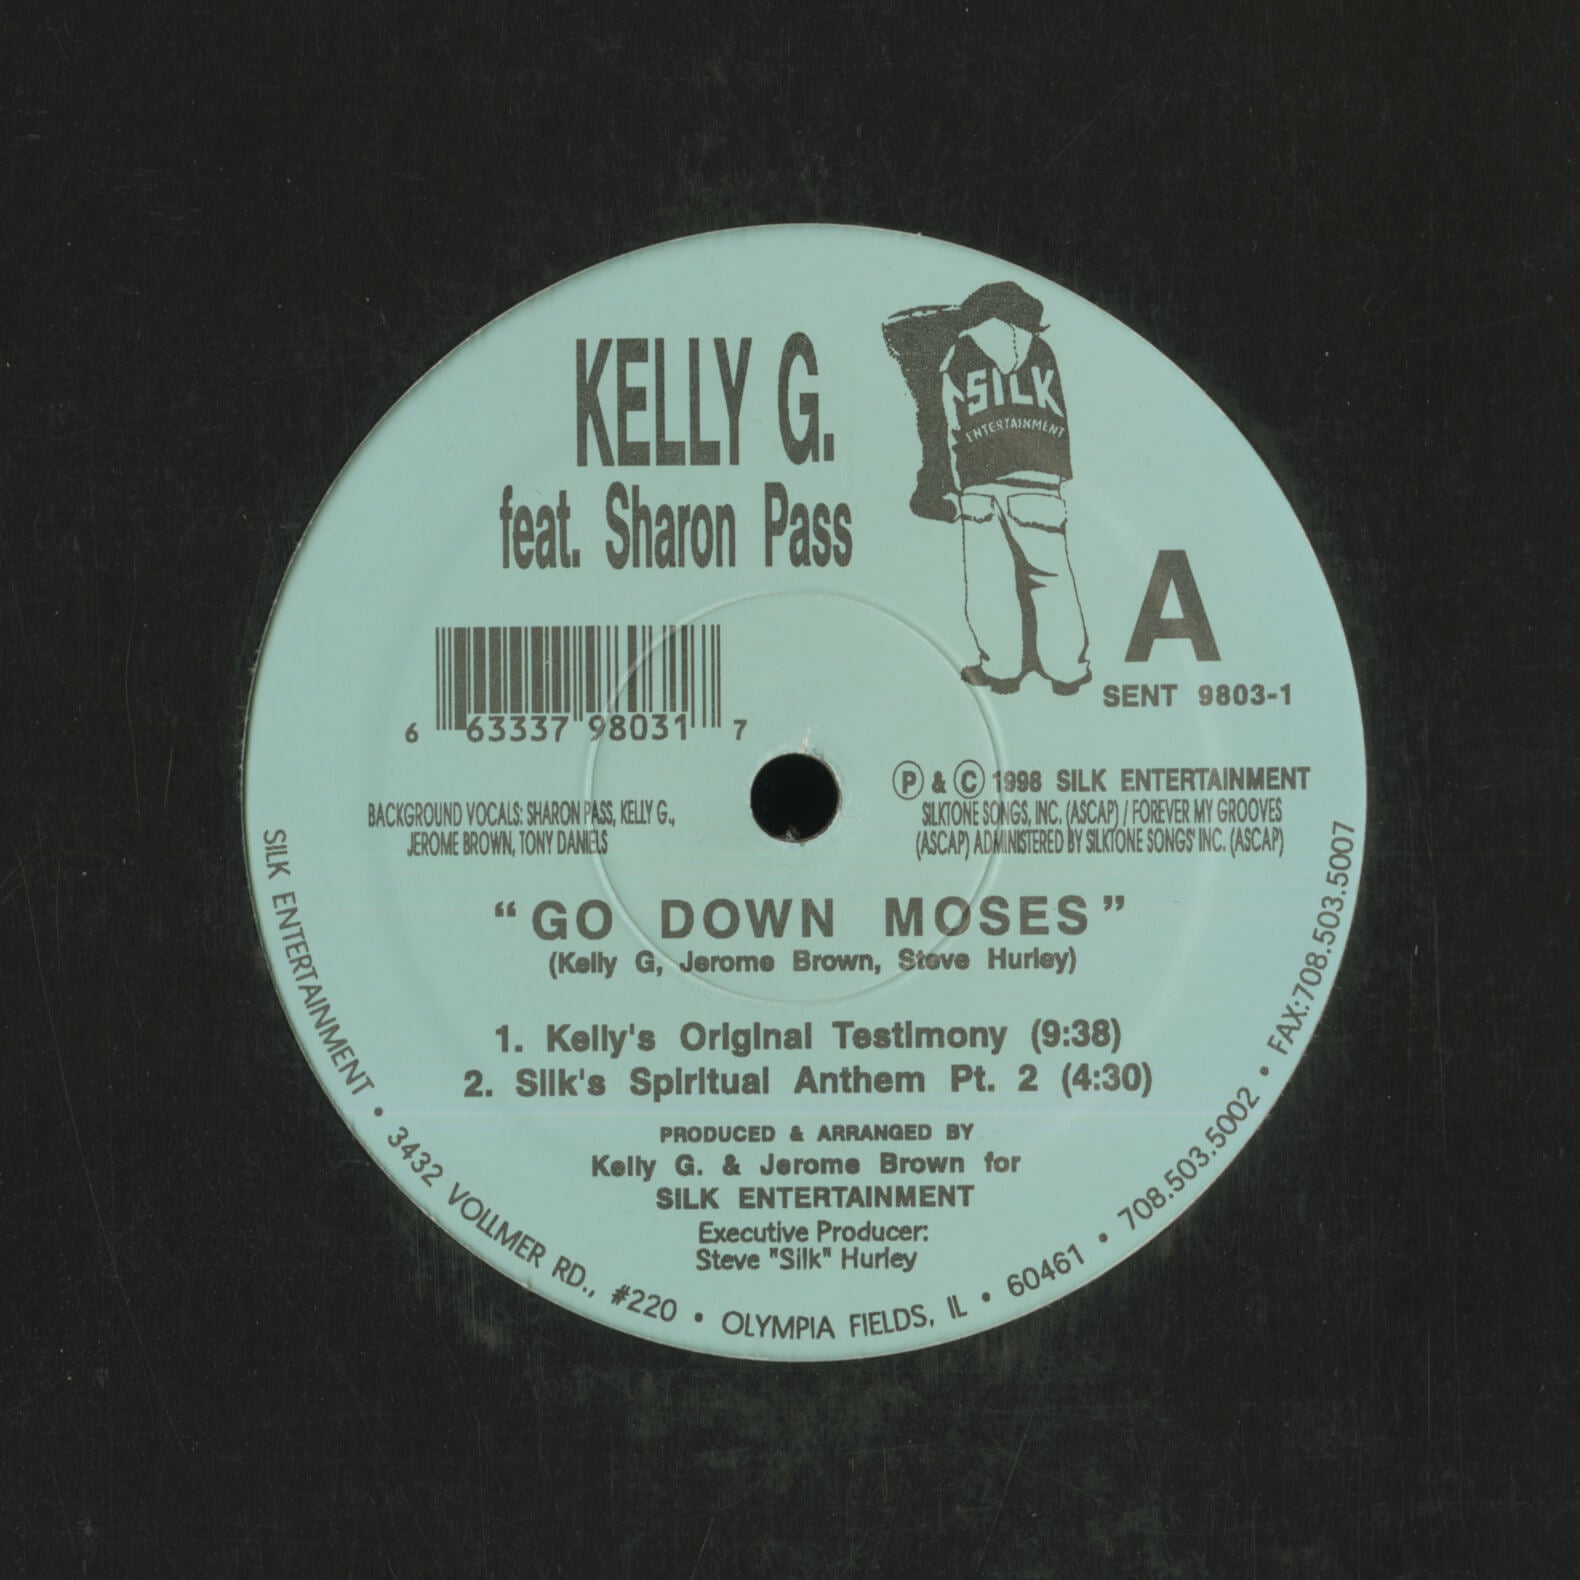 KELLY G.
feat. Sharon Pass
SILK
ENTERTAINMENT
A
SENT 9803-1
6 63337 98031 7
Ⓟ & Ⓒ 1998 SILK ENTERTAINMENT
SILKTONE SONGS, INC. (ASCAP) / FOREVER MY GROOVES
(ASCAP) ADMINISTERED BY SILKTONE SONGS' INC. (ASCAP)
BACKGROUND VOCALS: SHARON PASS, KELLY G.,
JEROME BROWN, TONY DANIELS
"GO DOWN MOSES"
(Kelly G, Jerome Brown, Steve Hurley)
1. Kelly's Original Testimony (9:38)
2. Silk's Spiritual Anthem Pt. 2 (4:30)
PRODUCED & ARRANGED BY
Kelly G. & Jerome Brown for
SILK ENTERTAINMENT
Executive Producer:
Steve "Silk" Hurley
SILK ENTERTAINMENT • 3432 VOLLMER RD., #220 • OLYMPIA FIELDS, IL • 60461 • 708.503.5002 • FAX:708.503.5007